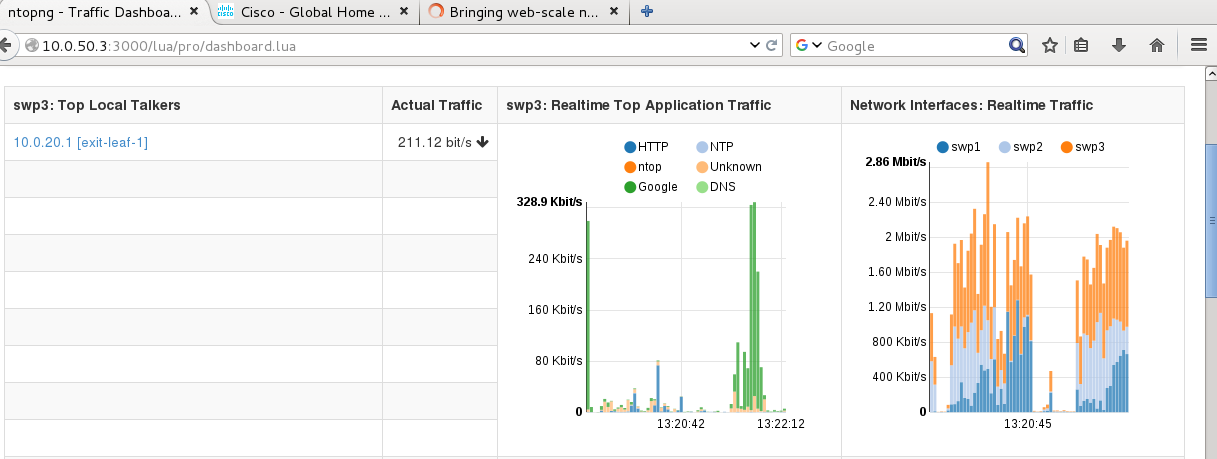 ntopng - Traffic Dashboa... × Cisco - Global Home ... × Bringing web-scale n... ×
10.0.50.3:3000/lua/pro/dashboard.lua Google
swp3: Top Local Talkers Actual Traffic swp3: Realtime Top Application Traffic Network Interfaces: Realtime Traffic
10.0.20.1 [exit-leaf-1] 211.12 bit/s
HTTP NTP
ntop Unknown
Google DNS
328.9 Kbit/s
240 Kbit/s
160 Kbit/s
80 Kbit/s
0
13:20:42 13:22:12
swp1 swp2 swp3
2.86 Mbit/s
2.40 Mbit/s
2 Mbit/s
1.60 Mbit/s
1.20 Mbit/s
800 Kbit/s
400 Kbit/s
0
13:20:45